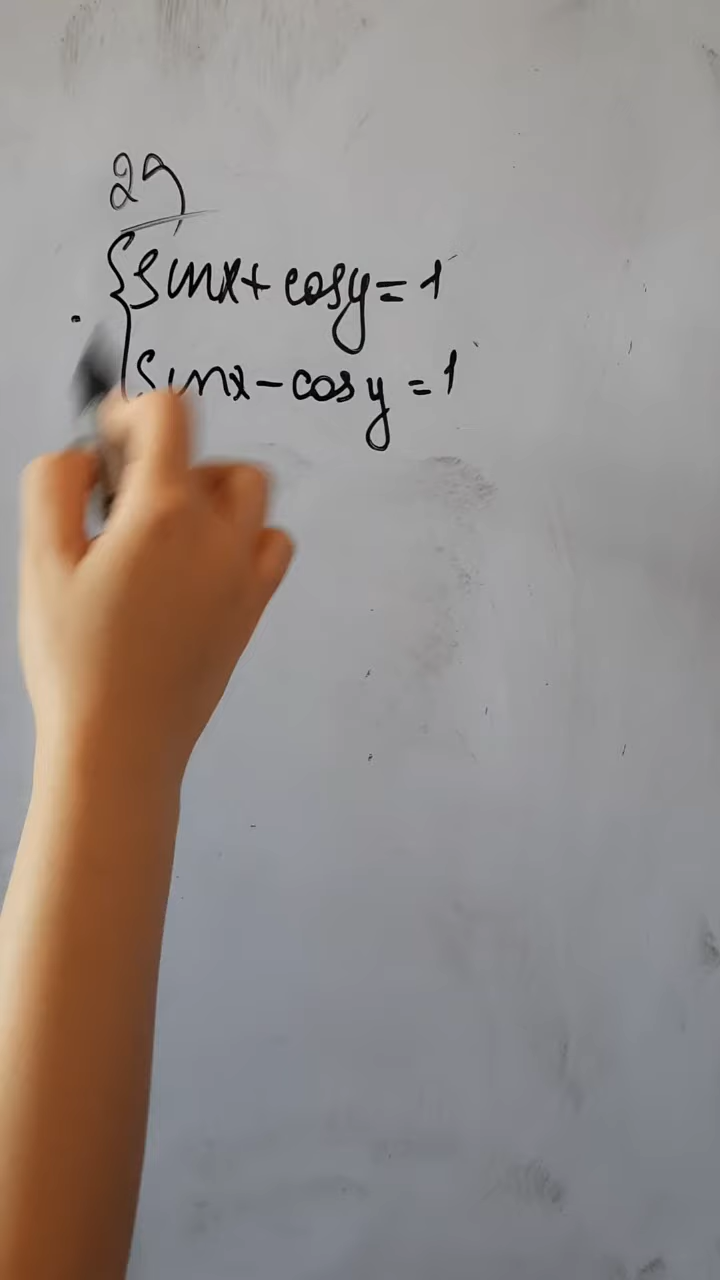 29
sinx + cosy = 1
sinx - cosy = 1